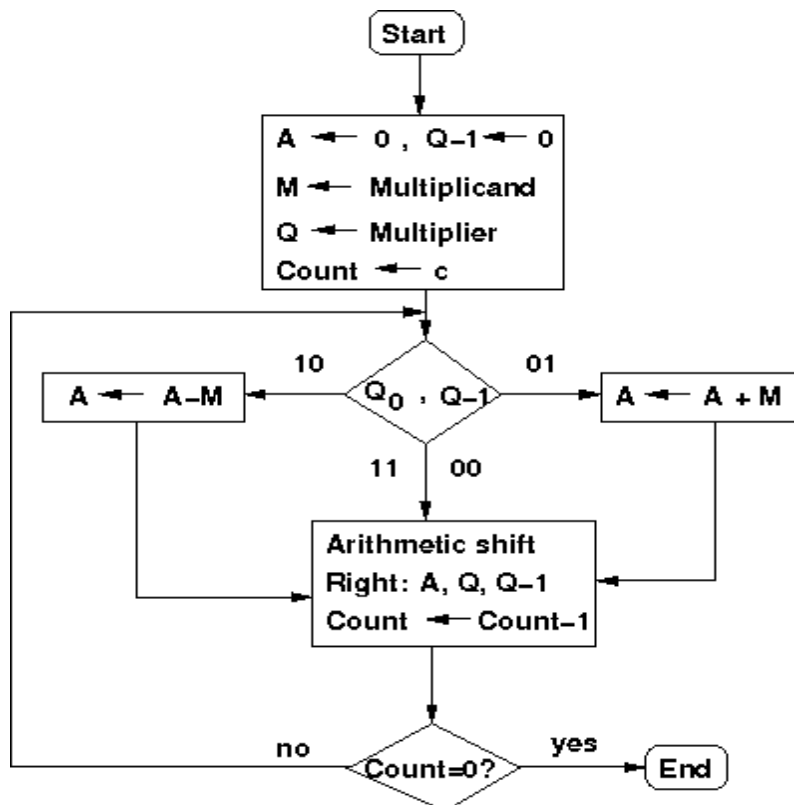 Start
A ← 0 , Q-1 ← 0
M ← Multiplicand
Q ← Multiplier
Count ← c
10
01
A ← A-M
Q0 , Q-1
A ← A + M
11
00
Arithmetic shift
Right: A, Q, Q-1
Count ← Count-1
no
yes
Count=0?
End